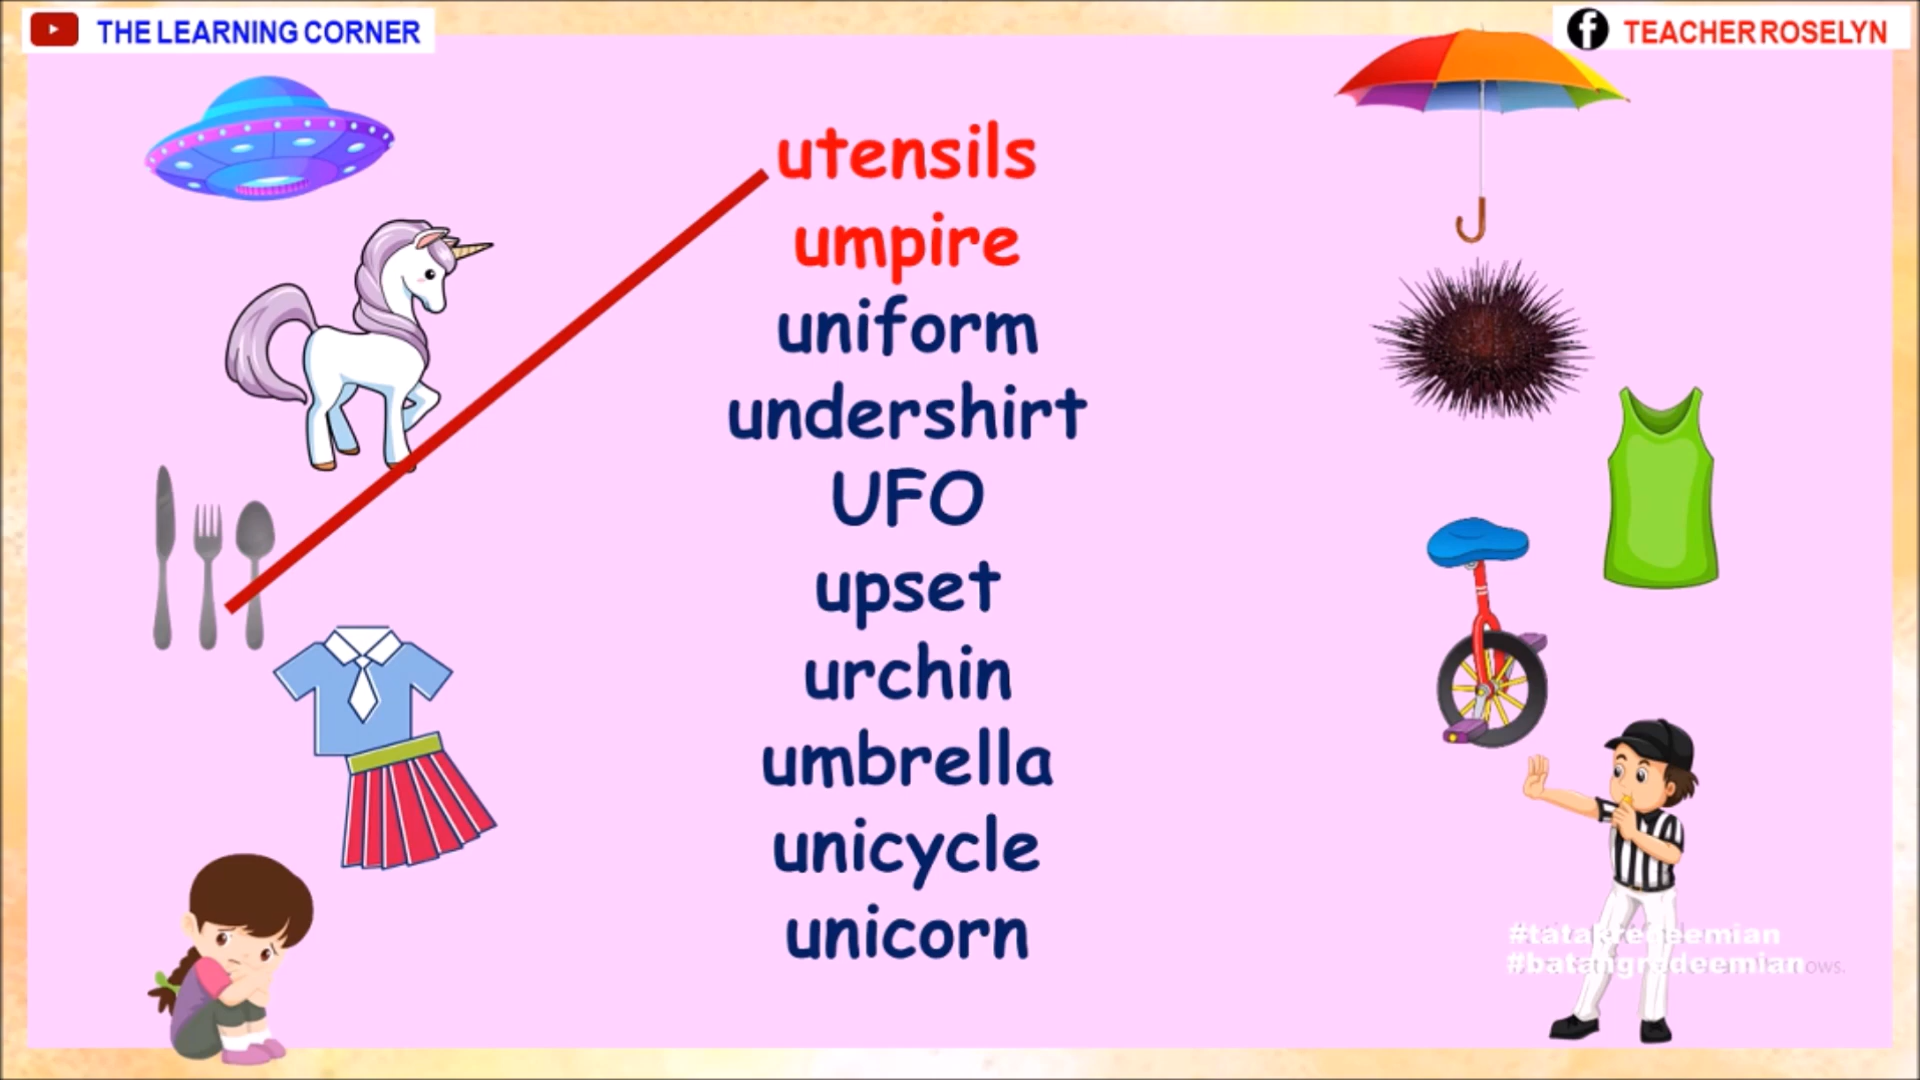 THE LEARNING CORNER
TEACHER ROSELYN
utensils
umpire
uniform
undershirt
UFO
upset
urchin
umbrella
unicycle
unicorn